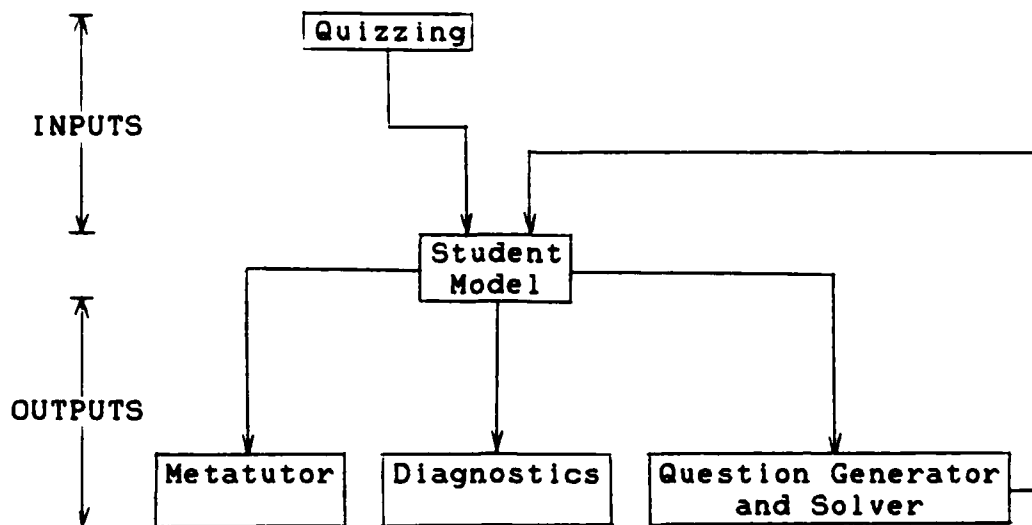 Quizzing
INPUTS
Student
Model
OUTPUTS
Metatutor
Diagnostics
Question Generator
and Solver